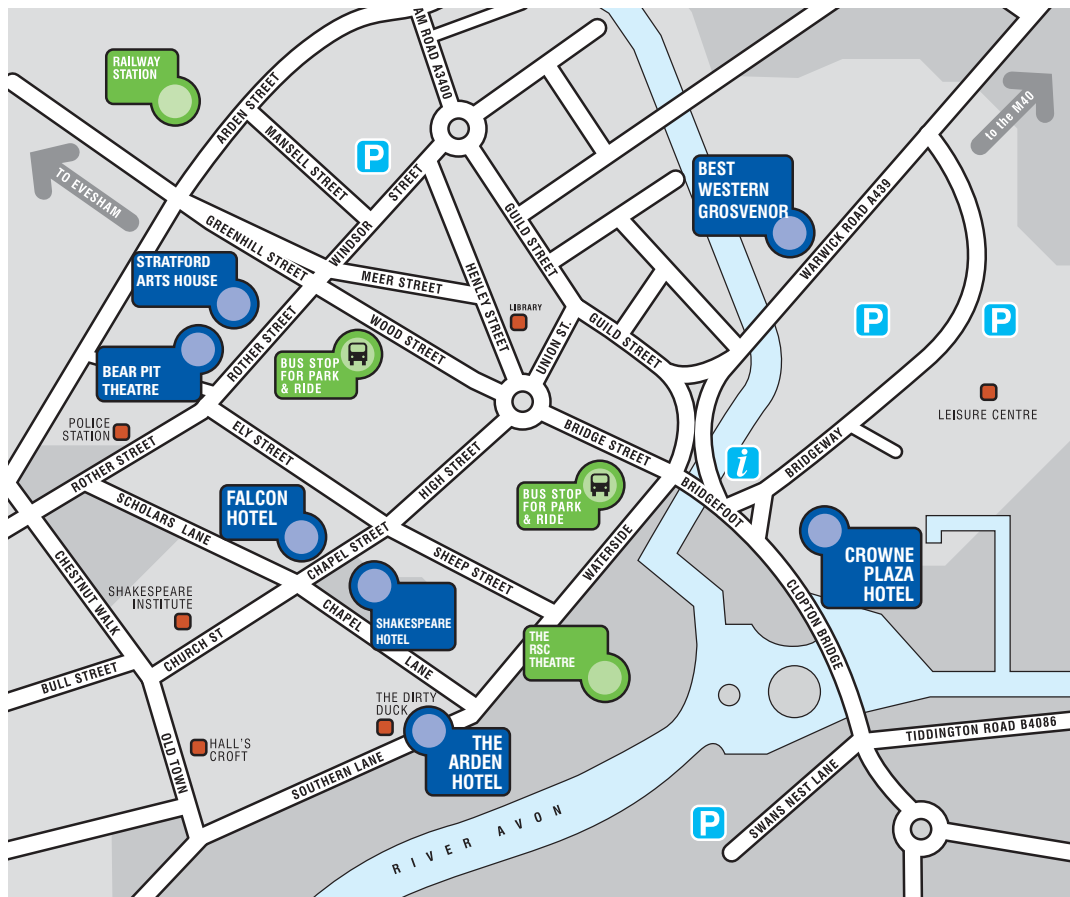 AM ROAD A3400
RAILWAY
STATION
ARDEN STREET
MANSELL STREET
P
STREET
WINDSOR
to the M40
TO EVESHAM
BEST
WESTERN
GROSVENOR
GUILD STREET
WARWICK ROAD A439
GREENHILL STREET
STRATFORD
ARTS HOUSE
MEER STREET
HENLEY STREET
LIBRARY
P
P
WOOD STREET
UNION ST.
GUILD STREET
ROTHER STREET
BUS STOP
FOR PARK
& RIDE
BEAR PIT
THEATRE
LEISURE CENTRE
POLICE
STATION
ROTHER STREET
ELY STREET
HIGH STREET
BRIDGE STREET
i
BRIDGEWAY
BRIDGEFOOT
BUS STOP
FOR PARK
& RIDE
FALCON
HOTEL
SCHOLARS LANE
CHAPEL STREET
SHEEP STREET
WATERSIDE
CROWNE
PLAZA
HOTEL
CHESTNUT WALK
SHAKESPEARE
INSTITUTE
CHURCH ST
CHAPEL
LANE
SHAKESPEARE
HOTEL
THE
RSC
THEATRE
CLOPTON BRIDGE
BULL STREET
THE DIRTY
DUCK
HALL'S
CROFT
OLD TOWN
SOUTHERN LANE
THE
ARDEN
HOTEL
TIDDINGTON ROAD B4086
SWANS NEST LANE
P
RIVER AVON